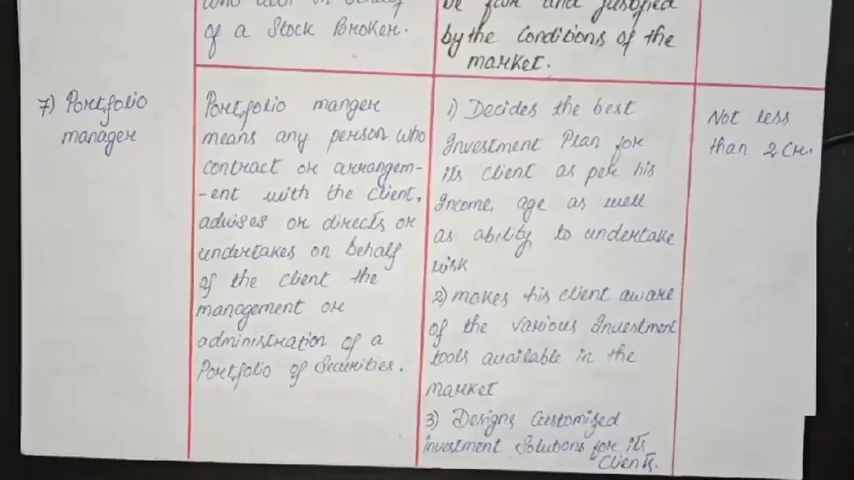 of a Stock Broker.
be fair and justified
by the Conditions of the
market.
7) Portfolio
manager
Portfolio manger
means any person who
contract or arrangem-
-ent with the client,
advises or directs or
undertakes on behalf
of the client the
management or
administration of a
Portfolio of Securities.
i) Decides the best
Investment Plan for
its client as per his
Income, age as well
as ability to undertake
risk
2) makes his client aware
of the various Investment
tools available in the
market
3) Designs Customized
investment Solutions for its
Clients.
Not less
than 2 Cr.